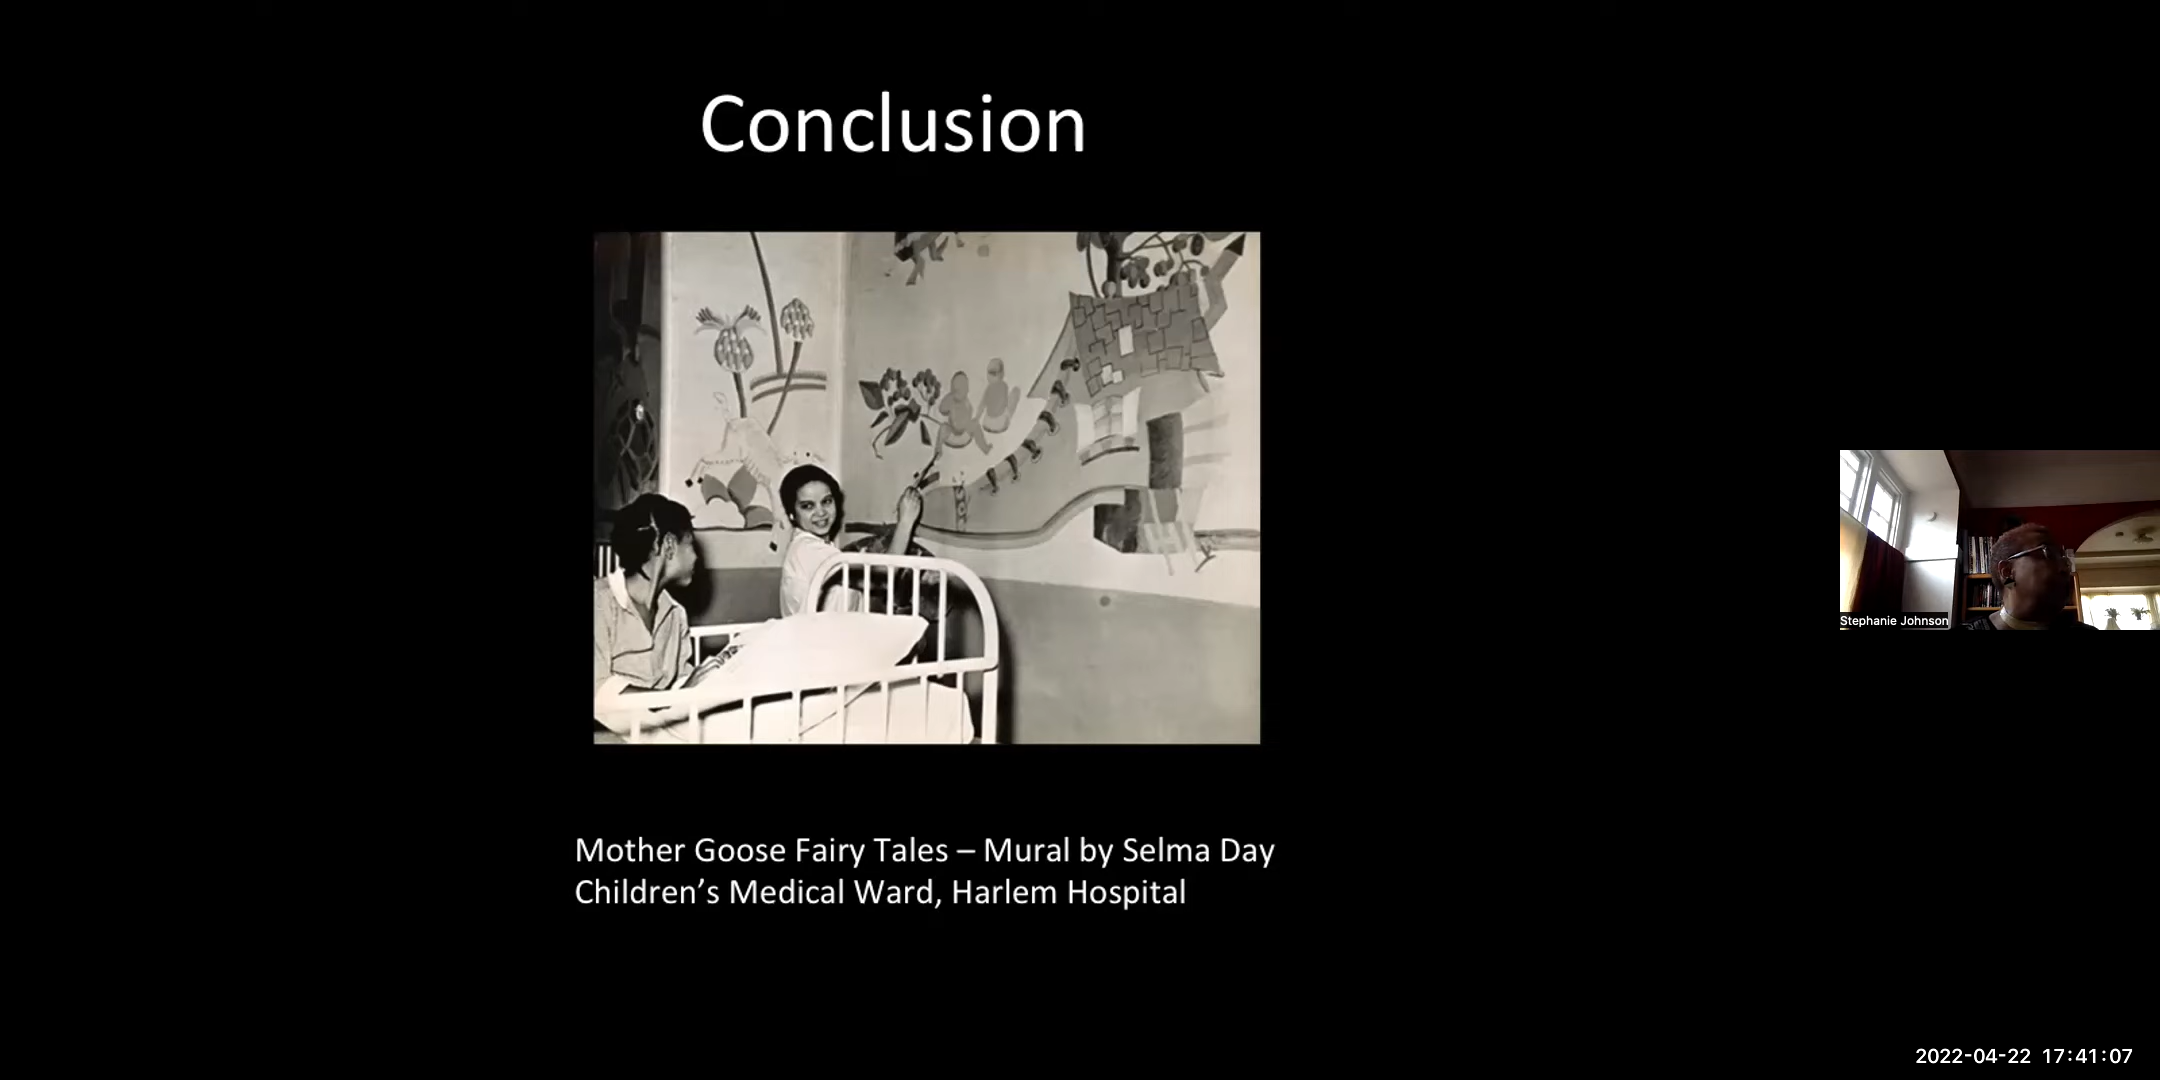 Conclusion
Mother Goose Fairy Tales – Mural by Selma Day
Children’s Medical Ward, Harlem Hospital
Stephanie Johnson
2022-04-22 17:41:07